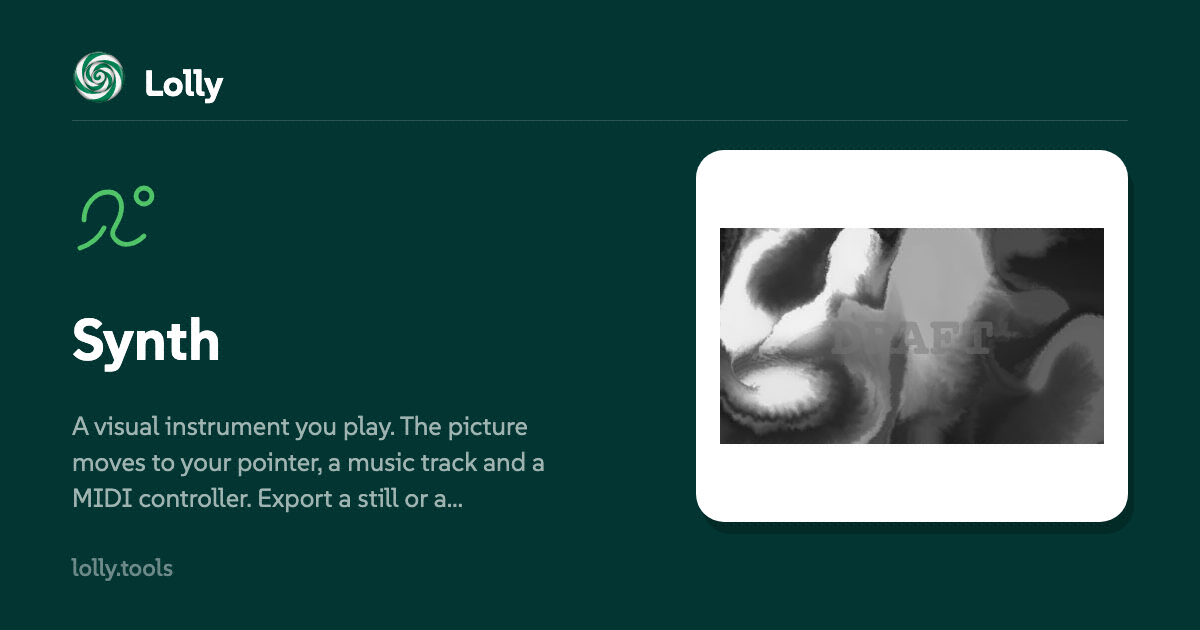 Lolly
Synth
A visual instrument you play. The picture
moves to your pointer, a music track and a
MIDI controller. Export a still or a...
lolly.tools
DRAFT